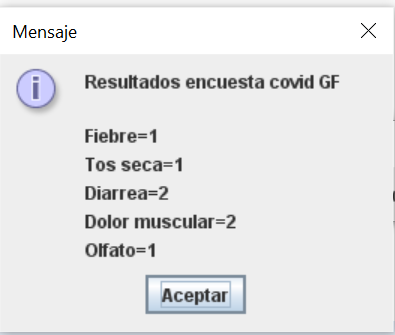 Mensaje
Resultados encuesta covid GF
Fiebre=1
Tos seca=1
Diarrea=2
Dolor muscular=2
Olfato=1
Aceptar